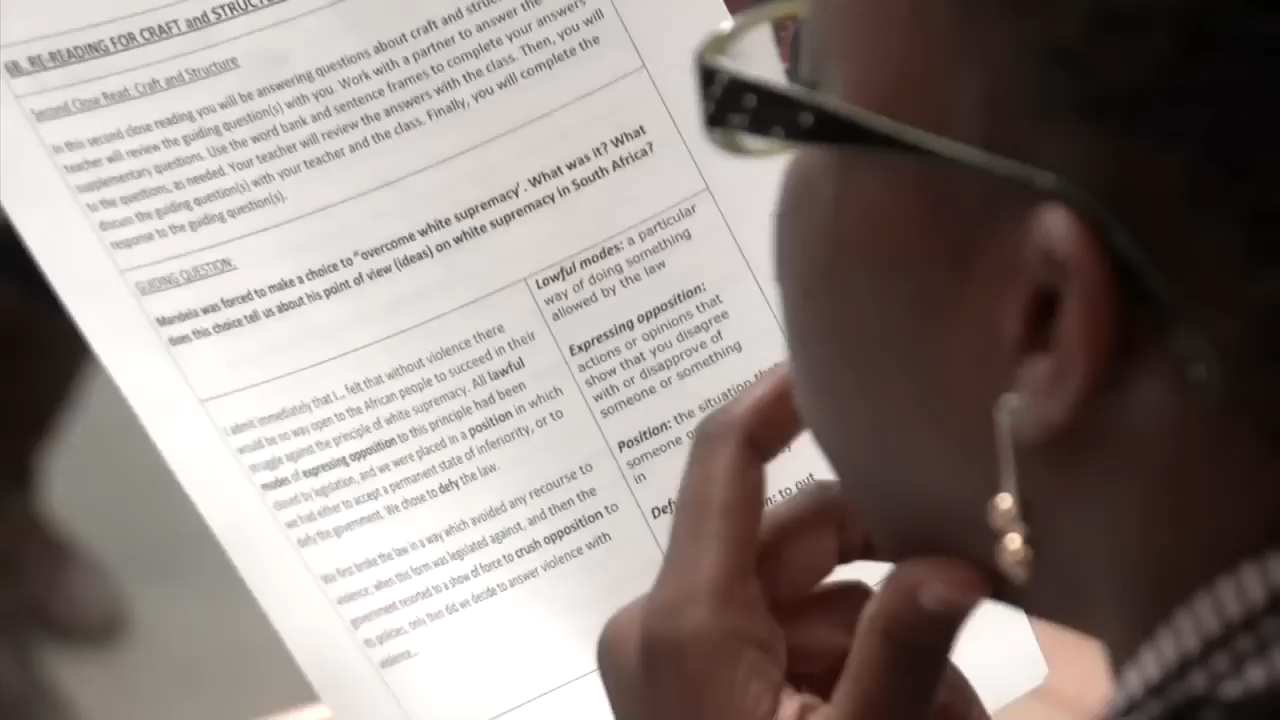 RE-READING FOR CRAFT and
Second Close Read, Craft and Structure
In this second close reading you will be answering questions about craft and
teacher will review the guiding question(s) with you. Work with a partner to answer the
supplementary questions. Use the word bank and sentence frames to complete your answers
to the questions, as needed. Your teacher will review the answers with the class. Then, you will
discuss the guiding question(s) with your teacher and the class. Finally, you will complete the
response to the guiding question(s).
GUIDING QUESTION:
Mandela was forced to make a choice to "overcome white supremacy'. What was it? What
does this choice tell us about his point of view (ideas) on white supremacy in South Africa?
I admit immediately that I... felt that without violence there
would be no way open to the African people to succeed in their
struggle against the principle of white supremacy. All lawful
modes of expressing opposition to this principle had been
closed by legislation, and we were placed in a position in which
we had either to accept a permanent state of inferiority, or to
defy the government. We chose to defy the law.
We first broke the law in a way which avoided any recourse to
violence; when this form was legislated against, and then the
government resorted to a show of force to crush opposition to
its policies, only then did we decide to answer violence with
violence...
Lawful modes: a particular
way of doing something
allowed by the law
Expressing opposition:
actions or opinions that
show that you disagree
with or disapprove of
someone or something
Position: the situation
someone
in
to put